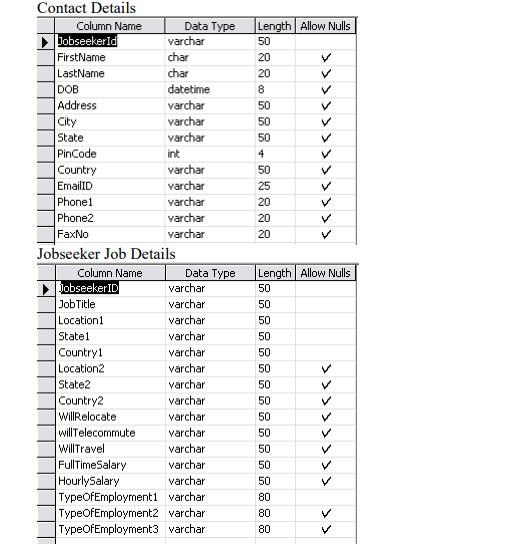 Contact Details
Column Name Data Type Length Allow Nulls
JobseekerId varchar 50
FirstName char 20 ✓
LastName char 20 ✓
DOB datetime 8 ✓
Address varchar 50 ✓
City varchar 50 ✓
State varchar 50 ✓
PinCode int 4 ✓
Country varchar 50 ✓
EmailID varchar 25 ✓
Phone1 varchar 20 ✓
Phone2 varchar 20 ✓
FaxNo varchar 20 ✓
Jobseeker Job Details
Column Name Data Type Length Allow Nulls
JobseekerID varchar 50
JobTitle varchar 50
Location1 varchar 50
State1 varchar 50
Country1 varchar 50
Location2 varchar 50 ✓
State2 varchar 50 ✓
Country2 varchar 50 ✓
WillRelocate varchar 50 ✓
willTelecommute varchar 50 ✓
WillTravel varchar 50 ✓
FullTimeSalary varchar 50 ✓
HourlySalary varchar 50 ✓
TypeOfEmployment1 varchar 80
TypeOfEmployment2 varchar 80 ✓
TypeOfEmployment3 varchar 80 ✓